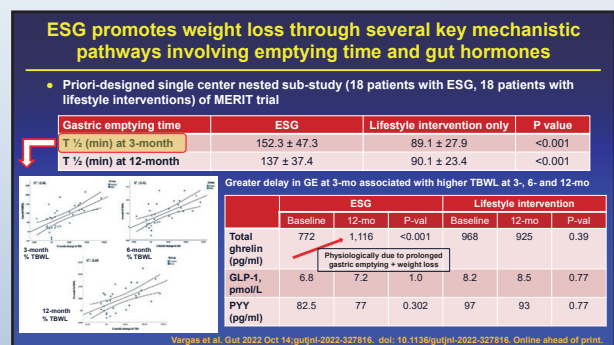 ESG promotes weight loss through several key mechanistic
pathways involving emptying time and gut hormones
• Priori-designed single center nested sub-study (18 patients with ESG, 18 patients with
lifestyle interventions) of MERIT trial
Gastric emptying time ESG Lifestyle intervention only P value
T ½ (min) at 3-month 152.3 ± 47.3 89.1 ± 27.9 <0.001
T ½ (min) at 12-month 137 ± 37.4 90.1 ± 23.4 <0.001
3-month
% TBWL
6-month
% TBWL
12-month
% TBWL
Greater delay in GE at 3-mo associated with higher TBWL at 3-, 6- and 12-mo
ESG Lifestyle intervention
Baseline 12-mo P-val Baseline 12-mo P-val
Total
ghrelin
(pg/ml) 772 1,116 <0.001 968 925 0.39
Physiologically due to prolonged
gastric emptying + weight loss
GLP-1,
pmol/L 6.8 7.2 1.0 8.2 8.5 0.77
PYY
(pg/ml) 82.5 77 0.302 97 93 0.77
Vargas et al. Gut 2022 Oct 14;gutjnl-2022-327816. doi: 10.1136/gutjnl-2022-327816. Online ahead of print.